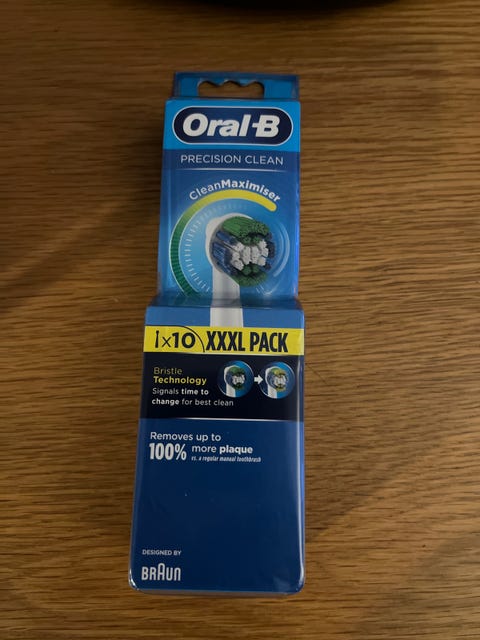 Oral-B
PRECISION CLEAN
CleanMaximiser
x10 XXXL PACK
Bristle
Technology
Signals time to
change for best clean
Removes up to
100% more plaque
vs. a regular manual toothbrush
DESIGNED BY
BRAUN